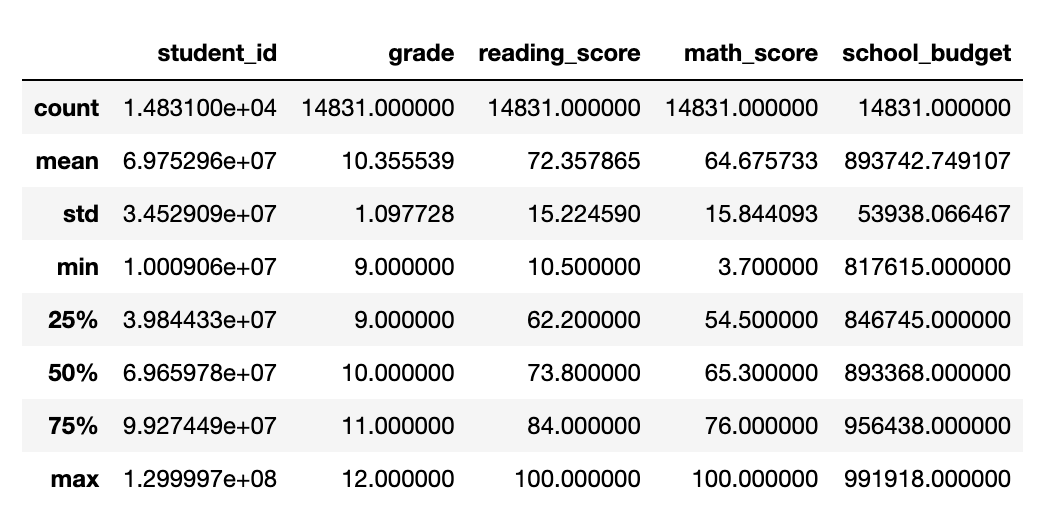 student_id grade reading_score math_score school_budget
count 1.483100e+04 14831.000000 14831.000000 14831.000000 14831.000000
mean 6.975296e+07 10.355539 72.357865 64.675733 893742.749107
std 3.452909e+07 1.097728 15.224590 15.844093 53938.066467
min 1.000906e+07 9.000000 10.500000 3.700000 817615.000000
25% 3.984433e+07 9.000000 62.200000 54.500000 846745.000000
50% 6.965978e+07 10.000000 73.800000 65.300000 893368.000000
75% 9.927449e+07 11.000000 84.000000 76.000000 956438.000000
max 1.299997e+08 12.000000 100.000000 100.000000 991918.000000